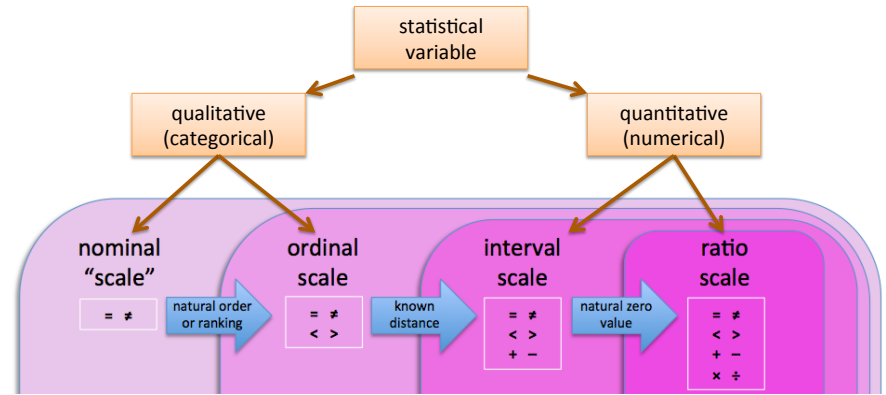 statistical
variable
qualitative
(categorical)
quantitative
(numerical)
nominal
“scale”
= ≠
natural order
or ranking
ordinal
scale
= ≠
< >
known
distance
interval
scale
= ≠
< >
+ −
natural zero
value
ratio
scale
= ≠
< >
+ −
× ÷